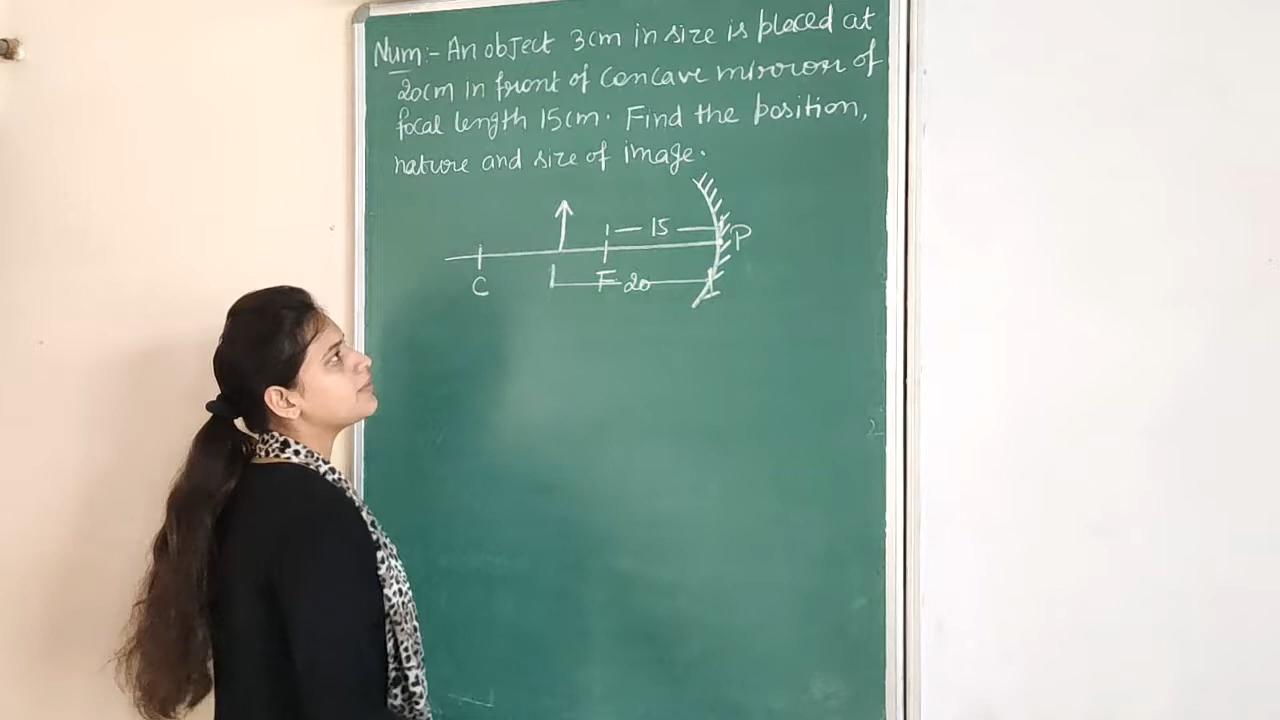 Num:- An object 3cm in size is placed at
20cm in front of concave mirror of
focal length 15cm. Find the position,
nature and size of image.
15
P
C
F
20